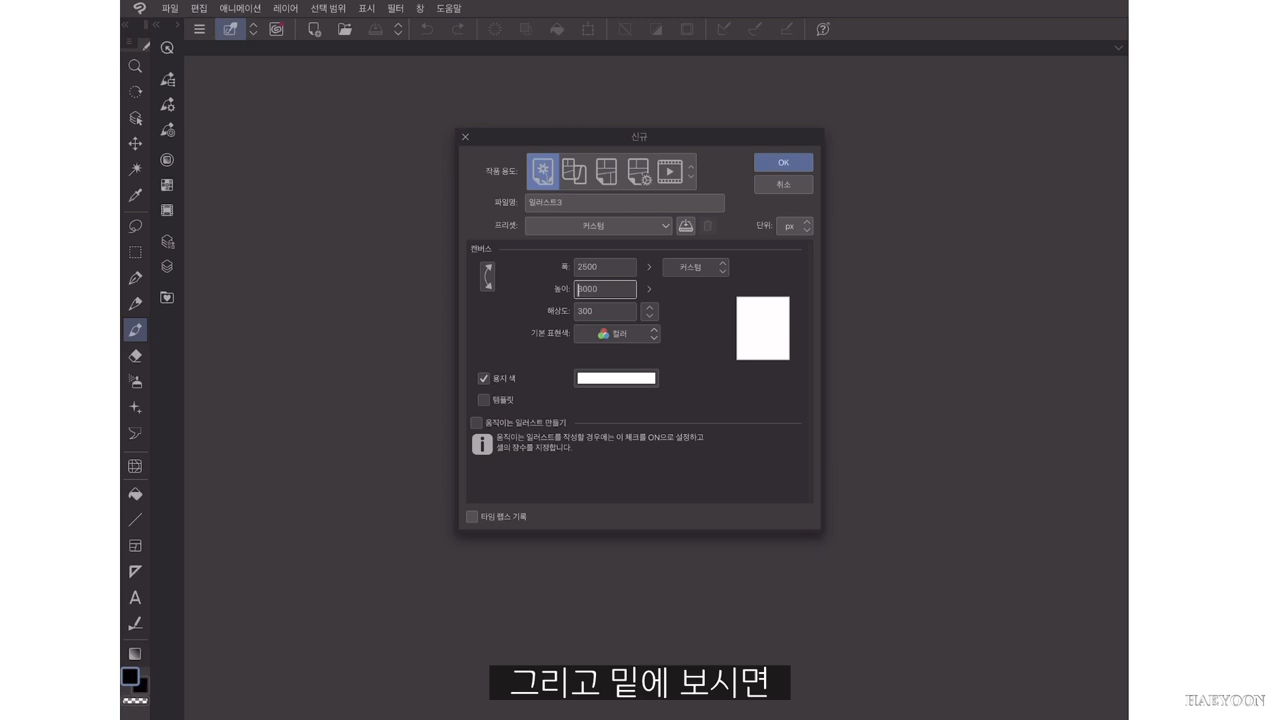 파일 편집 애니메이션 레이어 선택 범위 표시 필터 창 도움말
신규
작품 용도:
OK
취소
파일명: 일러스트3
프리셋: 커스텀 단위: px
캔버스
폭: 2500 커스텀
높이: 3000
해상도: 300
기본 표현색: 컬러
용지 색
템플릿
움직이는 일러스트 만들기
움직이는 일러스트를 작성할 경우에는 이 체크를 ON으로 설정하고
셀의 장수를 지정합니다.
타임 랩스 기록
그리고 밑에 보시면
HAEYOON